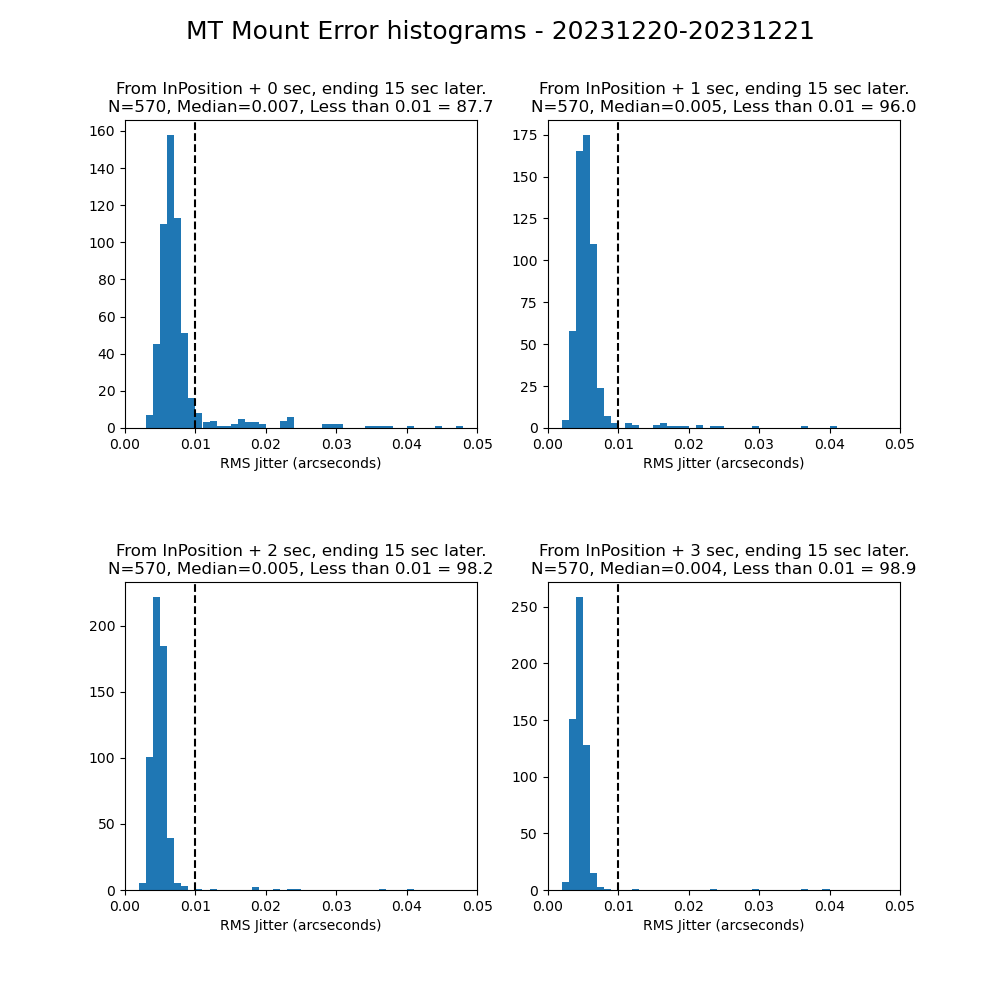 MT Mount Error histograms - 20231220-20231221
From InPosition + 0 sec, ending 15 sec later.
N=570, Median=0.007, Less than 0.01 = 87.7
160
140
120
100
80
60
40
20
0
0.00 0.01 0.02 0.03 0.04 0.05
RMS Jitter (arcseconds)
From InPosition + 1 sec, ending 15 sec later.
N=570, Median=0.005, Less than 0.01 = 96.0
175
150
125
100
75
50
25
0
0.00 0.01 0.02 0.03 0.04 0.05
RMS Jitter (arcseconds)
From InPosition + 2 sec, ending 15 sec later.
N=570, Median=0.005, Less than 0.01 = 98.2
200
150
100
50
0
0.00 0.01 0.02 0.03 0.04 0.05
RMS Jitter (arcseconds)
From InPosition + 3 sec, ending 15 sec later.
N=570, Median=0.004, Less than 0.01 = 98.9
250
200
150
100
50
0
0.00 0.01 0.02 0.03 0.04 0.05
RMS Jitter (arcseconds)